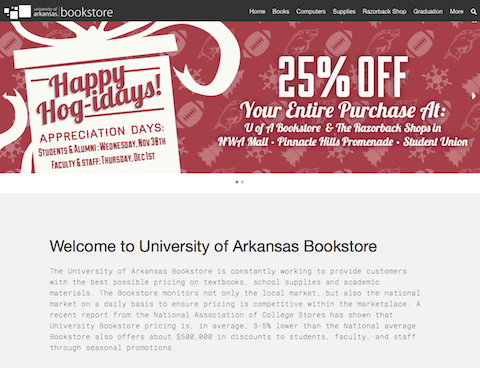 university of
arkansas bookstore
Home Books Computers Supplies Razorback Shop Graduation More
Happy
Hog-idays!
APPRECIATION DAYS:
STUDENTS & ALUMNI: WEDNESDAY, NOV 30TH
FACULTY & STAFF: THURSDAY, DEC 1ST
25% OFF
Your Entire Purchase At:
U of A Bookstore & The Razorback Shops in
NWA Mall • Pinnacle Hills Promenade • Student Union
Welcome to University of Arkansas Bookstore
The University of Arkansas Bookstore is constantly working to provide customers
with the best possible pricing on textbooks, school supplies and academic
materials. The Bookstore monitors not only the local market, but also the national
market on a daily basis to ensure pricing is competitive within the marketplace. A
recent report from the National Association of College Stores has shown that
University Bookstore pricing is, in average, 3-5% lower than the National average
Bookstore also offers about $500,000 in discounts to students, faculty, and staff
through seasonal promotions.